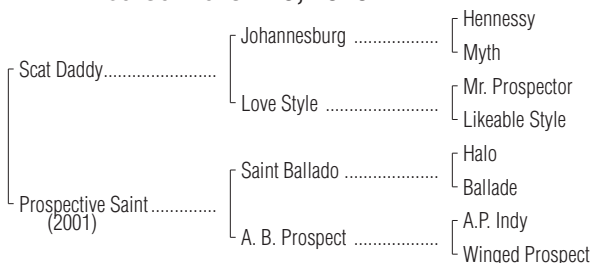 Hennessy
Johannesburg ..................
Myth
Scat Daddy........................
Mr. Prospector
Love Style ........................
Likeable Style
Halo
Saint Ballado ....................
Ballade
Prospective Saint..............
(2001)
A.P. Indy
A. B. Prospect ..................
Winged Prospect